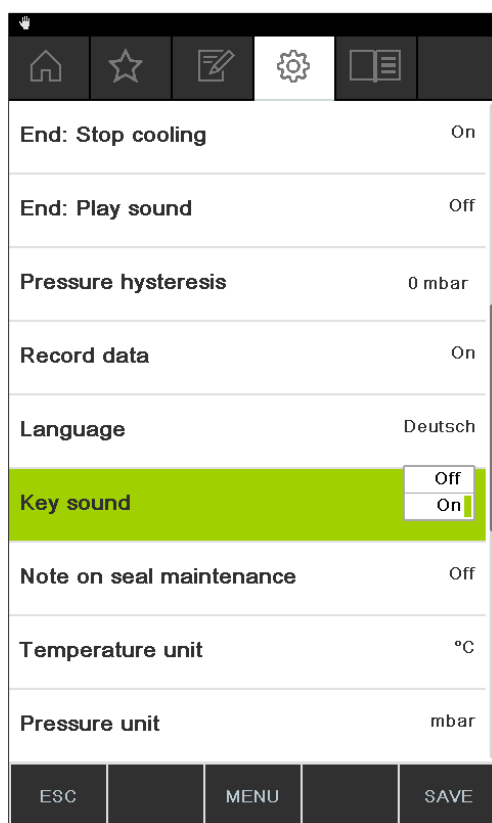 End: Stop cooling On
End: Play sound Off
Pressure hysteresis 0 mbar
Record data On
Language Deutsch
Off
Key sound On
Note on seal maintenance Off
Temperature unit °C
Pressure unit mbar
ESC MENU SAVE